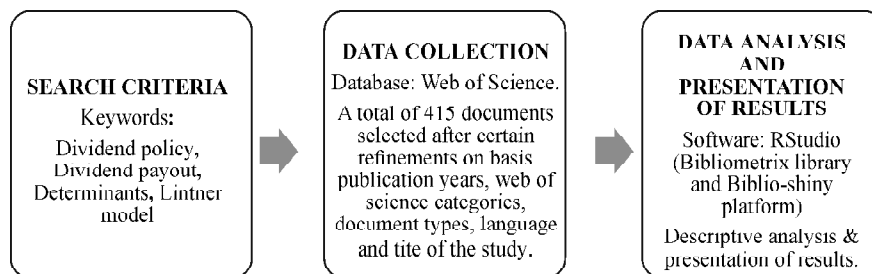 SEARCH CRITERIA
Keywords:
Dividend policy,
Dividend payout,
Determinants, Lintner
model
DATA COLLECTION
Database: Web of Science.
A total of 415 documents
selected after certain
refinements on basis
publication years, web of
science categories,
document types, language
and tite of the study.
DATA ANALYSIS
AND
PRESENTATION
OF RESULTS
Software: RStudio
(Bibliometrix library
and Biblio-shiny
platform)
Descriptive analysis &
presentation of results.